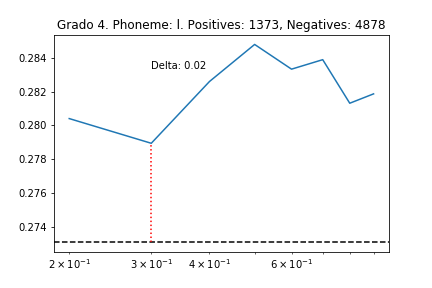 Grado 4. Phoneme: l. Positives: 1373, Negatives: 4878
0.284
Delta: 0.02
0.282
0.280
0.278
0.276
0.274
2 × 10⁻¹ 3 × 10⁻¹ 4 × 10⁻¹ 6 × 10⁻¹